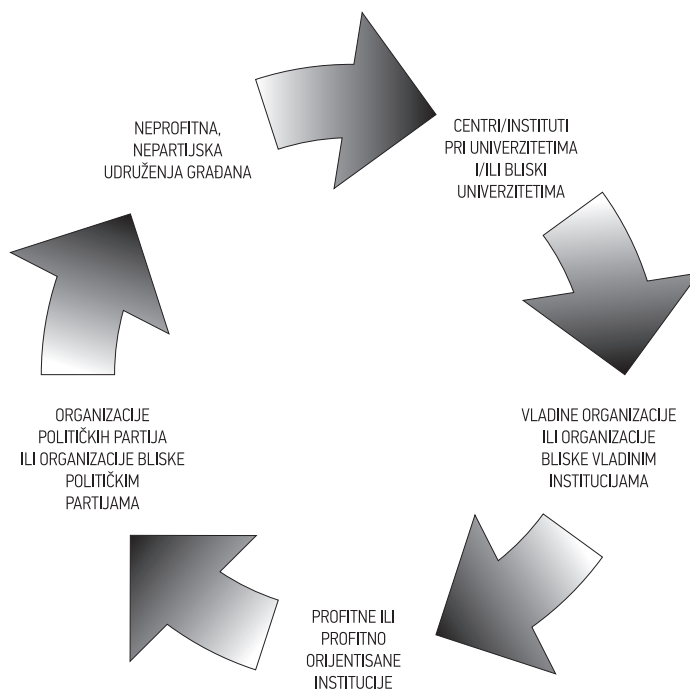 NEPROFITNA,
NEPARTIJSKA
UDRUŽENJA GRAĐANA
CENTRI/INSTITUTI
PRI UNIVERZITETIMA
I/ILI BLISKI
UNIVERZITETIMA
VLADINE ORGANIZACIJE
ILI ORGANIZACIJE
BLISKE VLADINIM
INSTITUCIJAMA
PROFITNE ILI
PROFITNO
ORIJENTISANE
INSTITUCIJE
ORGANIZACIJE
POLITIČKIH PARTIJA
ILI ORGANIZACIJE BLISKE
POLITIČKIM
PARTIJAMA